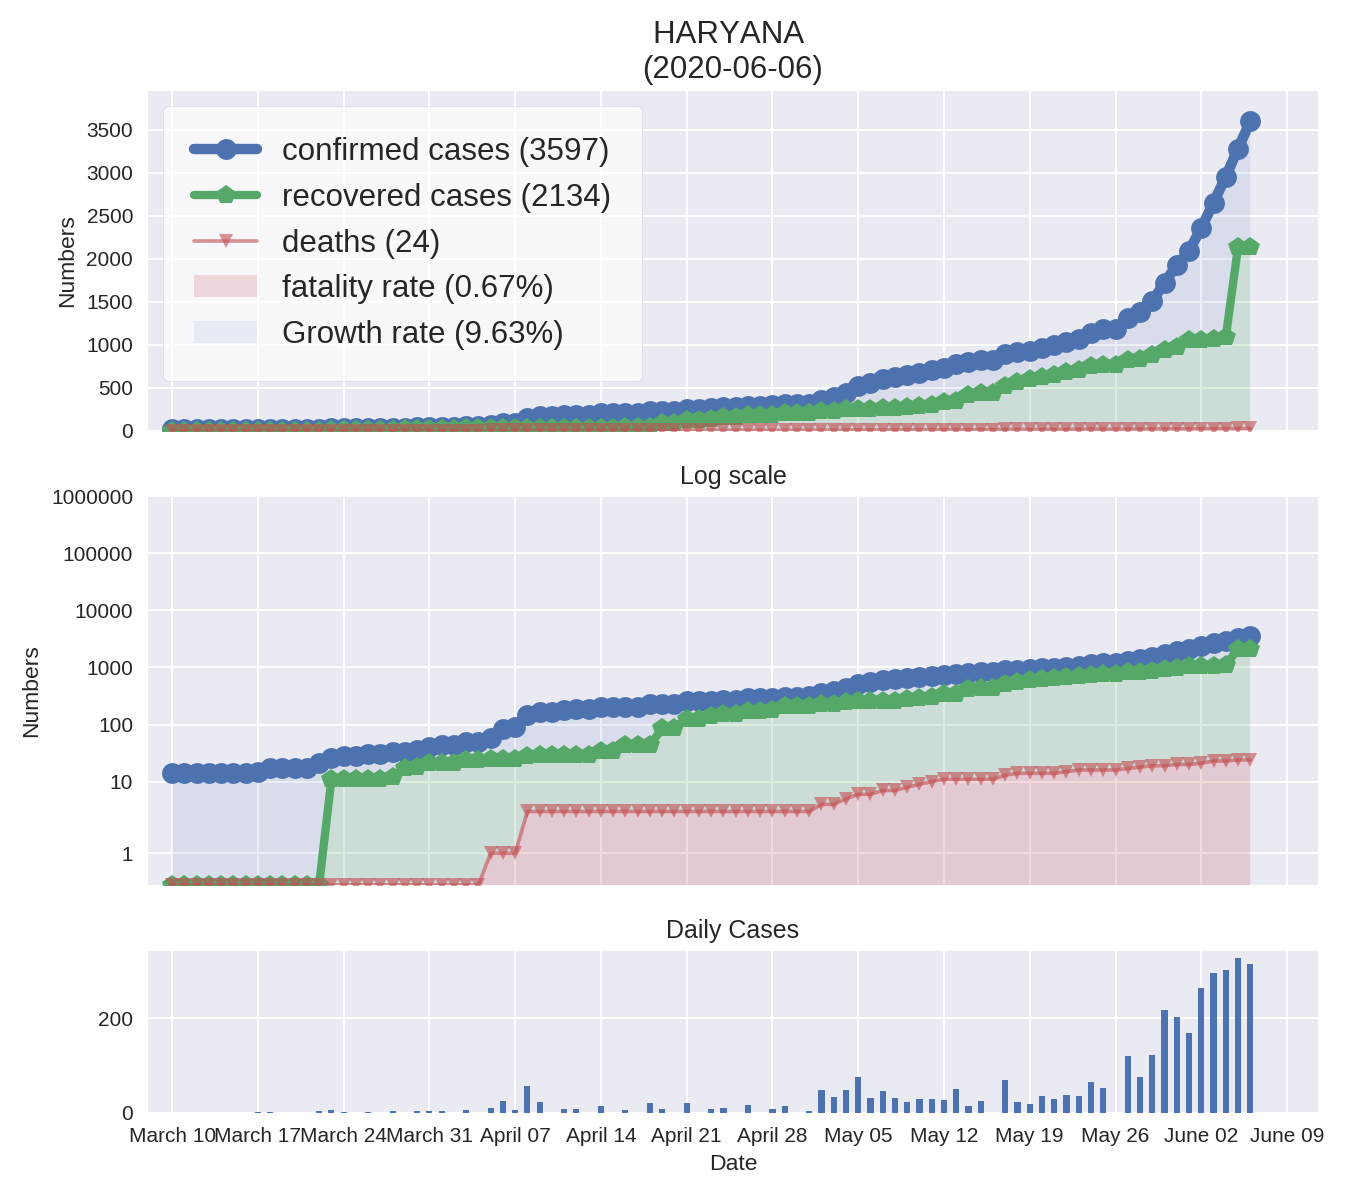 HARYANA
(2020-06-06)
3500
3000
2500
2000
1500
1000
500
0
Numbers
confirmed cases (3597)
recovered cases (2134)
deaths (24)
fatality rate (0.67%)
Growth rate (9.63%)
Log scale
1000000
100000
10000
1000
100
10
1
Numbers
Daily Cases
200
0
March 10 March 17 March 24 March 31 April 07 April 14 April 21 April 28 May 05 May 12 May 19 May 26 June 02 June 09
Date